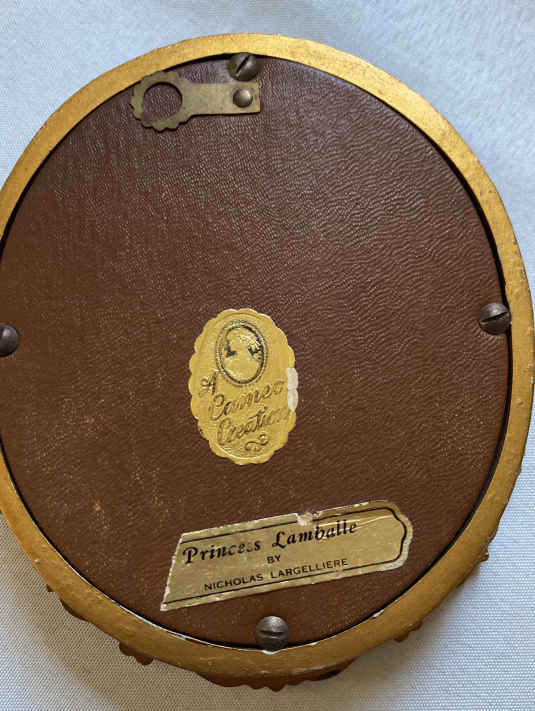 A
Cameo
Creation
Princess Lamballe
BY
NICHOLAS LARGELLIERE